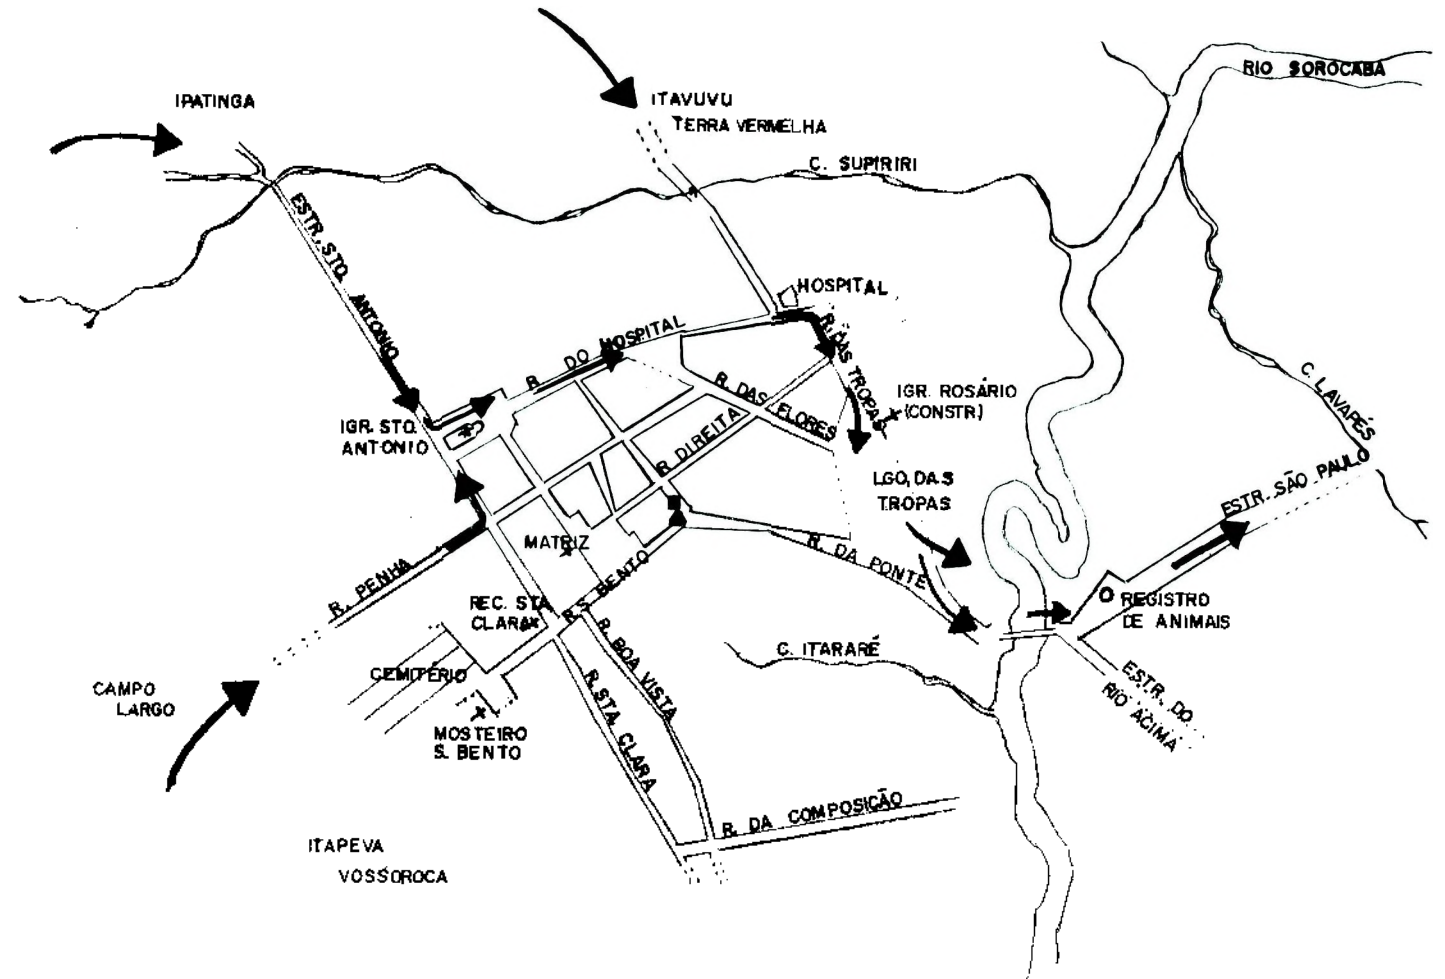 RIO SOROCABA
IPATINGA
ITAVUVU
TERRA VERMELHA
C. SUPIRIRI
ESTR. STO. ANTONIO
HOSPITAL
R. DO HOSPITAL
R. DAS TROPAS
C. LAVAPÉS
R. DAS FLORES
IGR. ROSÁRIO
(CONSTR.)
IGR. STO.
ANTONIO
R. DIREITA
LGO. DAS
TROPAS
ESTR. SÃO PAULO
MATRIZ
R. DA PONTE
R. PENHA
R. S. BENTO
REC. STA.
CLARA
REGISTRO
DE ANIMAIS
C. ITARARÉ
R. BOA VISTA
CEMITÉRIO
R. STA. CLARA
ESTR. DO
RIO ACIMA
CAMPO
LARGO
MOSTEIRO
S. BENTO
R. DA COMPOSIÇÃO
ITAPEVA
VOSSOROCA